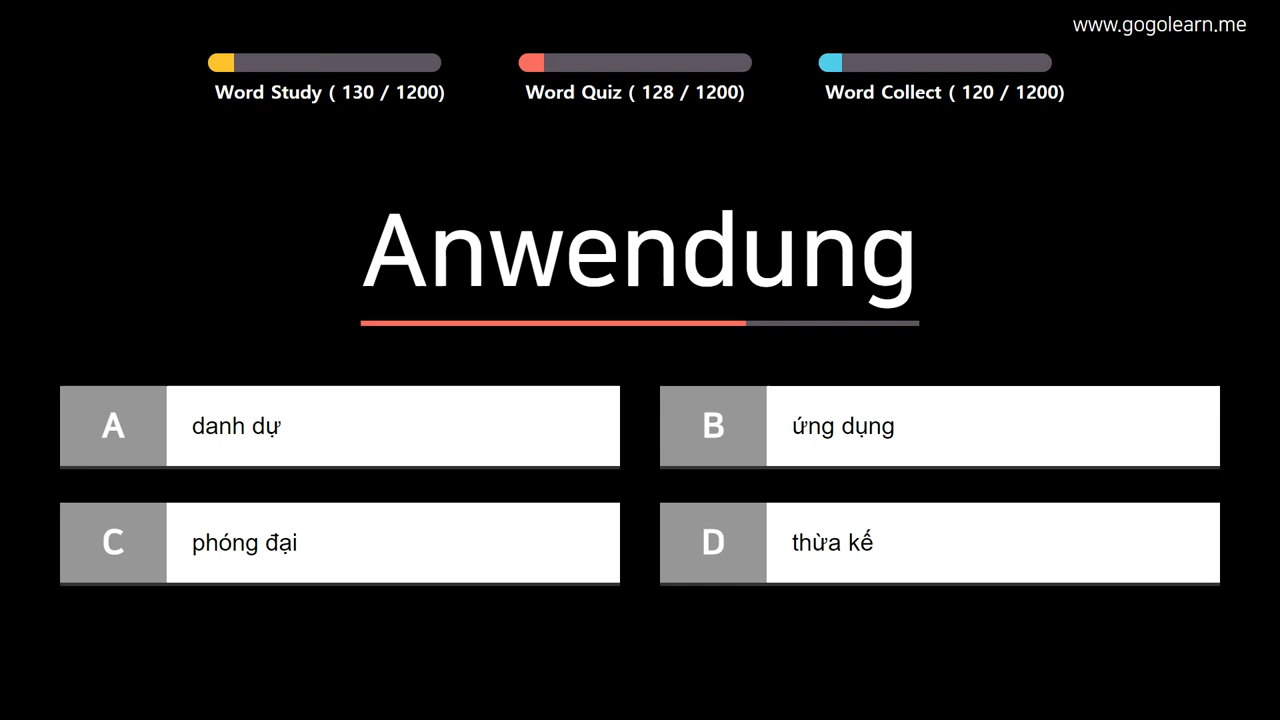 www.gogolearn.me
Word Study ( 130 / 1200)
Word Quiz ( 128 / 1200)
Word Collect ( 120 / 1200)
Anwendung
A danh dự
B ứng dụng
C phóng đại
D thừa kế